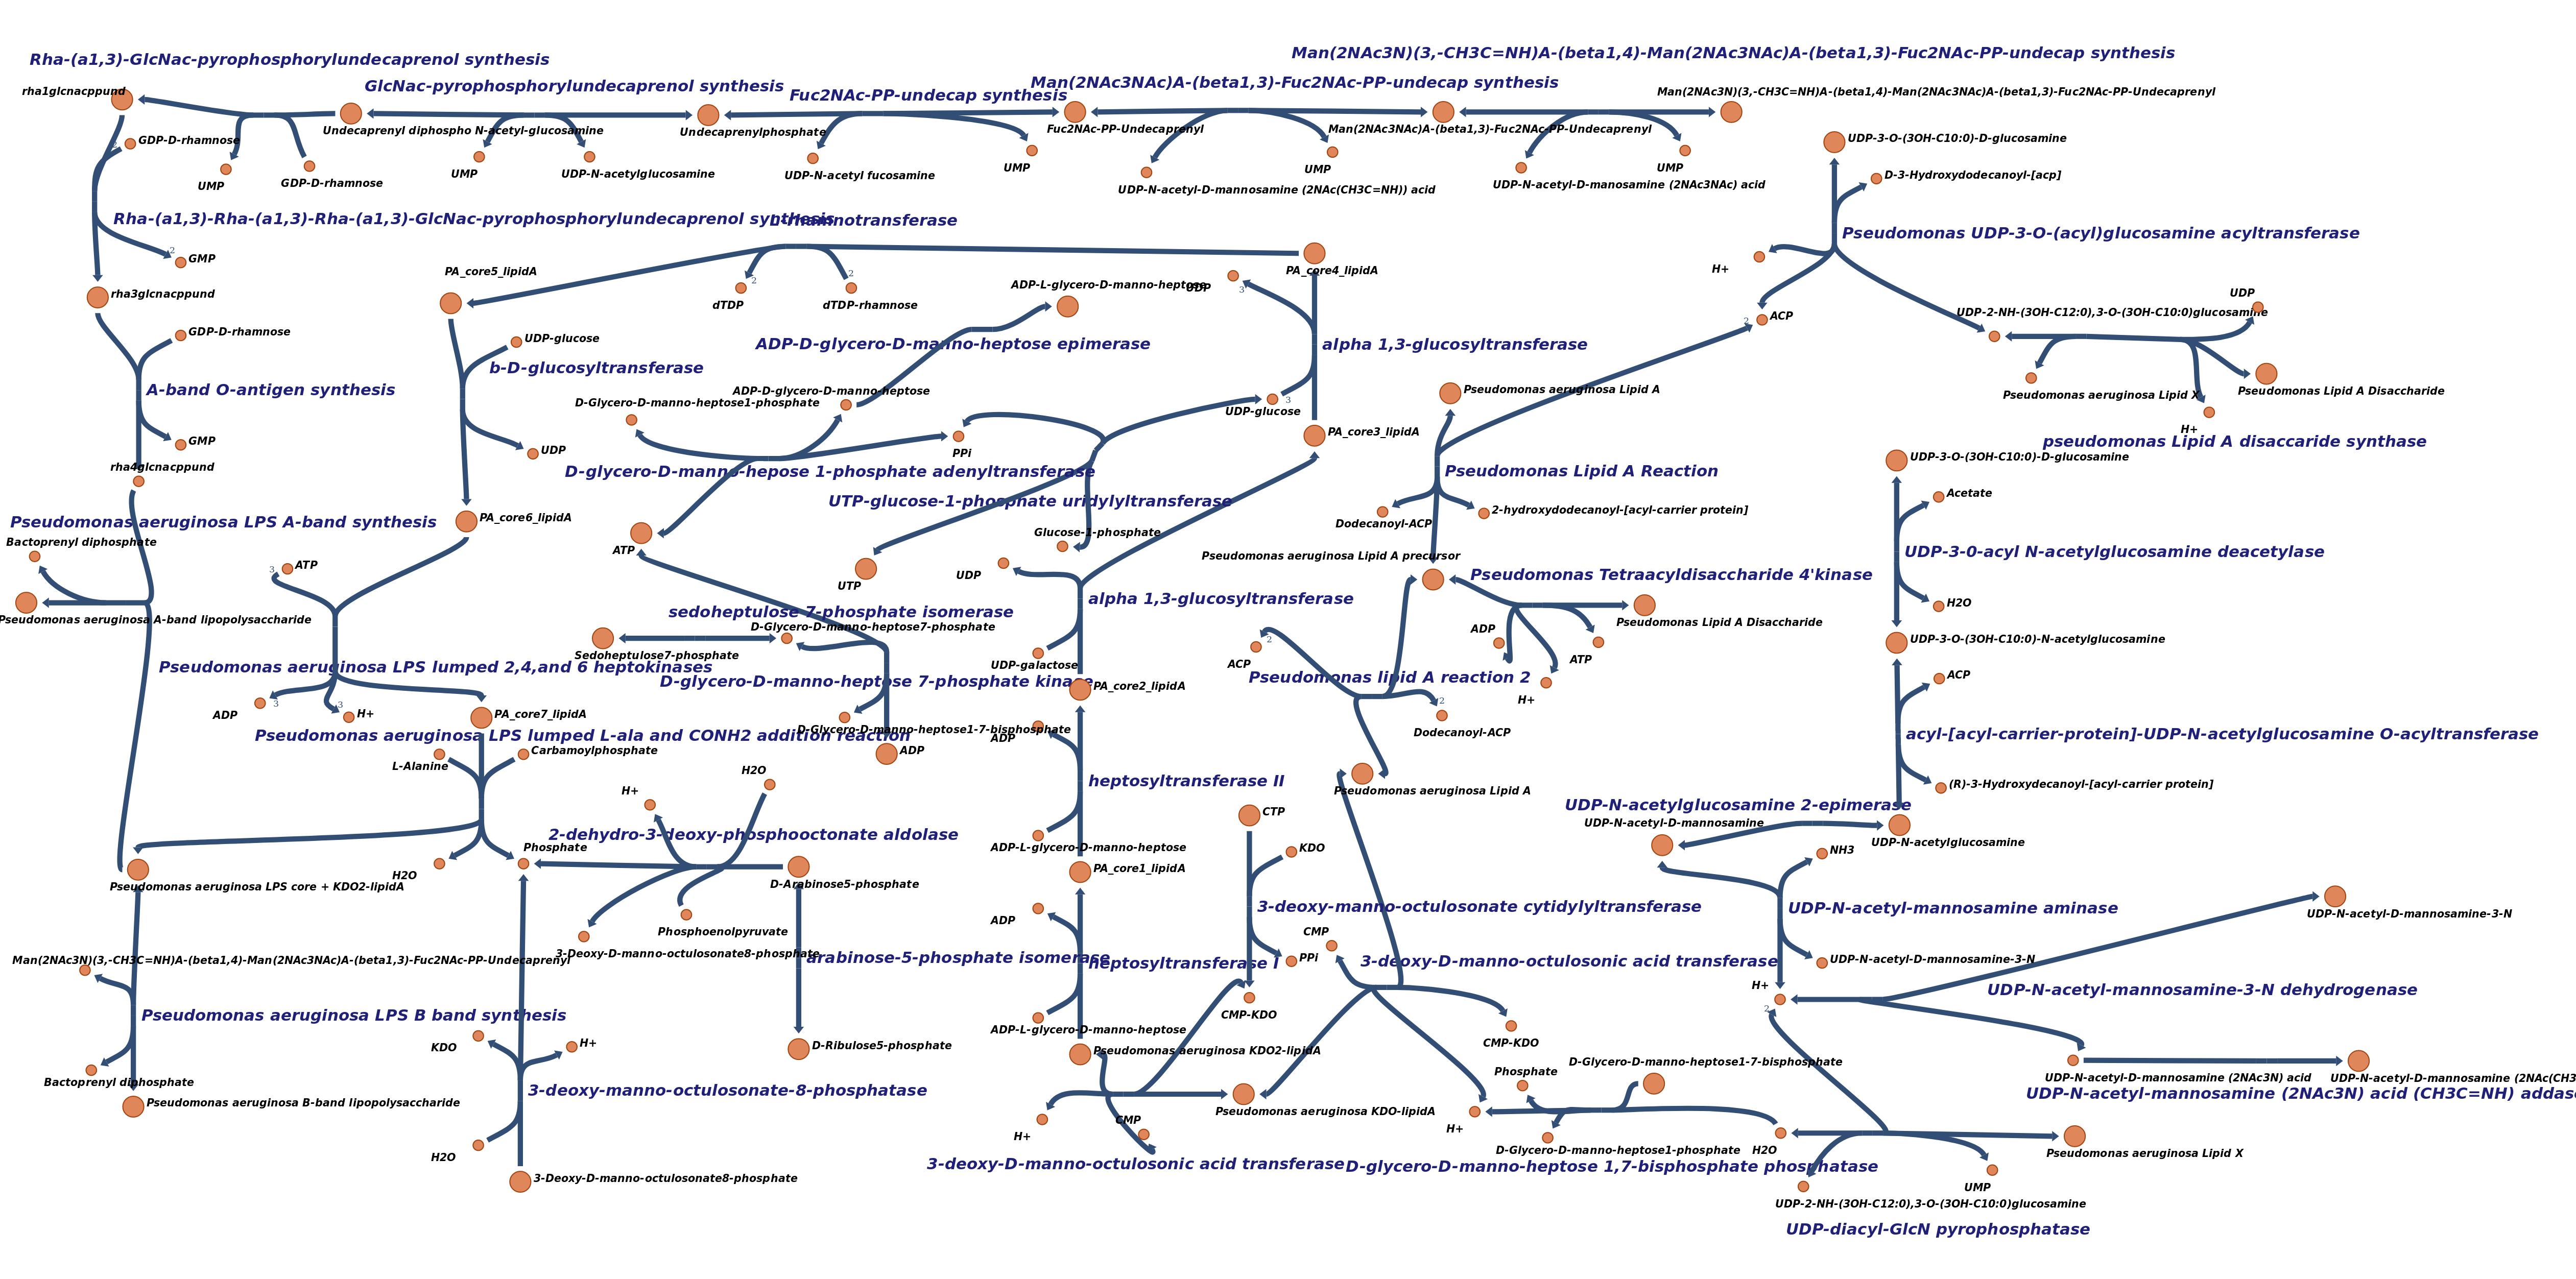 Man(2NAc3N)(3,-CH3C=NH)A-(beta1,4)-Man(2NAc3NAc)A-(beta1,3)-Fuc2NAc-PP-undecap synthesis
Rha-(a1,3)-GlcNac-pyrophosphorylundecaprenol synthesis
GlcNac-pyrophosphorylundecaprenol synthesis
Man(2NAc3NAc)A-(beta1,3)-Fuc2NAc-PP-undecap synthesis
Fuc2NAc-PP-undecap synthesis
rha1glcnacppund
Man(2NAc3N)(3,-CH3C=NH)A-(beta1,4)-Man(2NAc3NAc)A-(beta1,3)-Fuc2NAc-PP-Undecaprenyl
Undecaprenyl diphospho N-acetyl-glucosamine
Undecaprenylphosphate
Fuc2NAc-PP-Undecaprenyl
Man(2NAc3NAc)A-(beta1,3)-Fuc2NAc-PP-Undecaprenyl
GDP-D-rhamnose
UDP-3-O-(3OH-C10:0)-D-glucosamine
UMP
GDP-D-rhamnose
UMP
UDP-N-acetylglucosamine
UDP-N-acetyl fucosamine
UMP
UMP
UDP-N-acetyl-D-mannosamine (2NAc(CH3C=NH)) acid
UMP
UDP-N-acetyl-D-manosamine (2NAc3NAc) acid
D-3-Hydroxydodecanoyl-[acp]
Rha-(a1,3)-Rha-(a1,3)-Rha-(a1,3)-GlcNac-pyrophosphorylundecaprenol synthesis
L-rhamnotransferase
Pseudomonas UDP-3-O-(acyl)glucosamine acyltransferase
2
GMP
PA_core5_lipidA
PA_core4_lipidA
H+
2
2
dTDP
dTDP-rhamnose
ADP-L-glycero-D-manno-heptose
UDP
3
rha3glcnacppund
UDP
UDP-2-NH-(3OH-C12:0),3-O-(3OH-C10:0)glucosamine
2
ACP
GDP-D-rhamnose
UDP-glucose
ADP-D-glycero-D-manno-heptose epimerase
alpha 1,3-glucosyltransferase
b-D-glucosyltransferase
A-band O-antigen synthesis
ADP-D-glycero-D-manno-heptose
D-Glycero-D-manno-heptose1-phosphate
3
UDP-glucose
Pseudomonas aeruginosa Lipid A
Pseudomonas aeruginosa Lipid X
Pseudomonas Lipid A Disaccharide
H+
GMP
UDP
PPi
PA_core3_lipidA
pseudomonas Lipid A disaccaride synthase
rha4glcnacppund
D-glycero-D-manno-hepose 1-phosphate adenyltransferase
Pseudomonas Lipid A Reaction
UDP-3-O-(3OH-C10:0)-D-glucosamine
UTP-glucose-1-phosphate uridylyltransferase
Acetate
Pseudomonas aeruginosa LPS A-band synthesis
PA_core6_lipidA
Dodecanoyl-ACP
2-hydroxydodecanoyl-[acyl-carrier protein]
Bactoprenyl diphosphate
ATP
Glucose-1-phosphate
Pseudomonas aeruginosa Lipid A precursor
UDP-3-0-acyl N-acetylglucosamine deacetylase
3
ATP
UTP
UDP
Pseudomonas Tetraacyldisaccharide 4'kinase
alpha 1,3-glucosyltransferase
H2O
Pseudomonas aeruginosa A-band lipopolysaccharide
sedoheptulose 7-phosphate isomerase
D-Glycero-D-manno-heptose7-phosphate
Pseudomonas Lipid A Disaccharide
ADP
ATP
Sedoheptulose7-phosphate
UDP-3-O-(3OH-C10:0)-N-acetylglucosamine
2
ACP
Pseudomonas aeruginosa LPS lumped 2,4,and 6 heptokinases
UDP-galactose
D-glycero-D-manno-heptose 7-phosphate kinase
PA_core2_lipidA
Pseudomonas lipid A reaction 2
H+
ACP
3
3
ADP
H+
PA_core7_lipidA
2
Dodecanoyl-ACP
D-Glycero-D-manno-heptose1-7-bisphosphate
Pseudomonas aeruginosa LPS lumped L-ala and CONH2 addition reaction
ADP
acyl-[acyl-carrier-protein]-UDP-N-acetylglucosamine O-acyltransferase
Carbamoylphosphate
ADP
L-Alanine
H2O
heptosyltransferase II
H+
Pseudomonas aeruginosa Lipid A
(R)-3-Hydroxydecanoyl-[acyl-carrier protein]
UDP-N-acetylglucosamine 2-epimerase
CTP
UDP-N-acetyl-D-mannosamine
2-dehydro-3-deoxy-phosphooctonate aldolase
Phosphate
ADP-L-glycero-D-manno-heptose
KDO
UDP-N-acetylglucosamine
NH3
H2O
PA_core1_lipidA
Pseudomonas aeruginosa LPS core + KDO2-lipidA
D-Arabinose5-phosphate
3-deoxy-manno-octulosonate cytidylyltransferase
UDP-N-acetyl-mannosamine aminase
UDP-N-acetyl-D-mannosamine-3-N
ADP
Phosphoenolpyruvate
CMP
3-Deoxy-D-manno-octulosonate8-phosphate
arabinose-5-phosphate isomerase
heptosyltransferase I
PPi
3-deoxy-D-manno-octulosonic acid transferase
UDP-N-acetyl-D-mannosamine-3-N
Man(2NAc3N)(3,-CH3C=NH)A-(beta1,4)-Man(2NAc3NAc)A-(beta1,3)-Fuc2NAc-PP-Undecaprenyl
H+
2
UDP-N-acetyl-mannosamine-3-N dehydrogenase
Pseudomonas aeruginosa LPS B band synthesis
CMP-KDO
KDO
H+
ADP-L-glycero-D-manno-heptose
CMP-KDO
D-Ribulose5-phosphate
Pseudomonas aeruginosa KDO2-lipidA
D-Glycero-D-manno-heptose1-7-bisphosphate
Phosphate
Bactoprenyl diphosphate
3-deoxy-manno-octulosonate-8-phosphatase
UDP-N-acetyl-D-mannosamine (2NAc3N) acid
UDP-N-acetyl-D-mannosamine (2NAc(CH3
UDP-N-acetyl-mannosamine (2NAc3N) acid (CH3C=NH) addas
Pseudomonas aeruginosa B-band lipopolysaccharide
Pseudomonas aeruginosa KDO-lipidA
CMP
H+
H+
H2O
D-Glycero-D-manno-heptose1-phosphate
H2O
Pseudomonas aeruginosa Lipid X
3-deoxy-D-manno-octulosonic acid transferase
D-glycero-D-manno-heptose 1,7-bisphosphate phosphatase
3-Deoxy-D-manno-octulosonate8-phosphate
UMP
UDP-2-NH-(3OH-C12:0),3-O-(3OH-C10:0)glucosamine
UDP-diacyl-GlcN pyrophosphatase